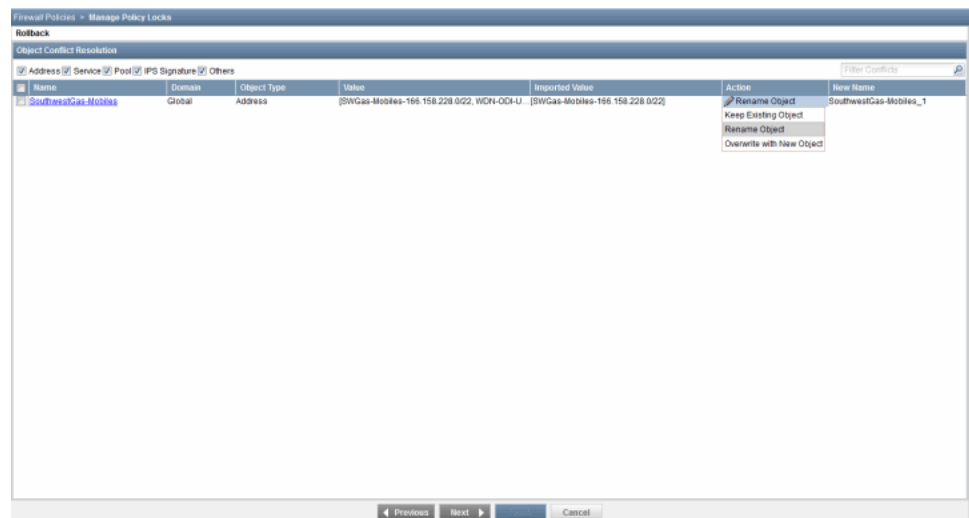 Firewall Policies > Manage Policy Locks
Rollback
Object Conflict Resolution
Address Service Pool IPS Signature Others
Filter Conflicts
Name Domain Object Type Value Imported Value Action New Name
SouthwestGas-Mobiles Global Address [SWGas-Mobiles-166.158.228.0/22, WDN-ODI-U... [SWGas-Mobiles-166.158.228.0/22] Rename Object SouthwestGas-Mobiles_1
Keep Existing Object
Rename Object
Overwrite with New Object
Previous Next Cancel